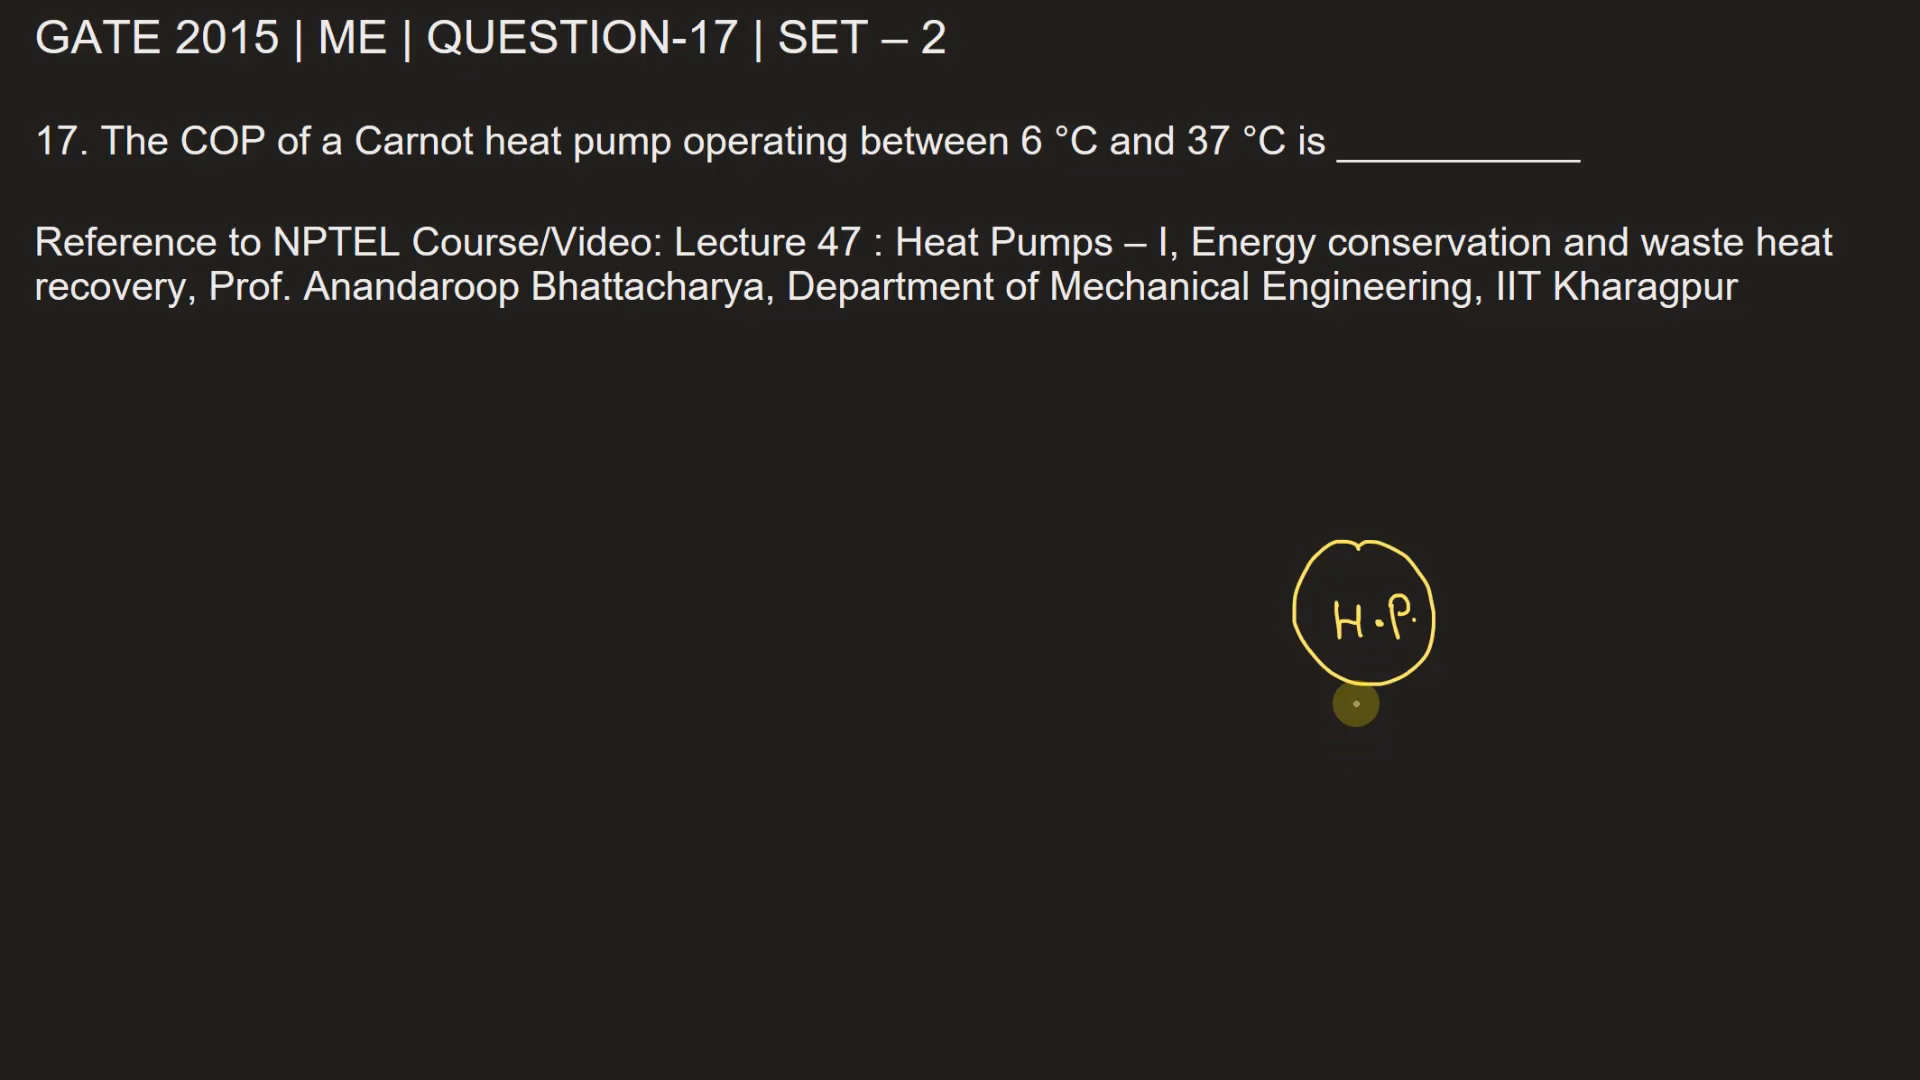 GATE 2015 | ME | QUESTION-17 | SET – 2
17. The COP of a Carnot heat pump operating between 6 °C and 37 °C is ___________
Reference to NPTEL Course/Video: Lecture 47 : Heat Pumps – I, Energy conservation and waste heat
recovery, Prof. Anandaroop Bhattacharya, Department of Mechanical Engineering, IIT Kharagpur
H.P.